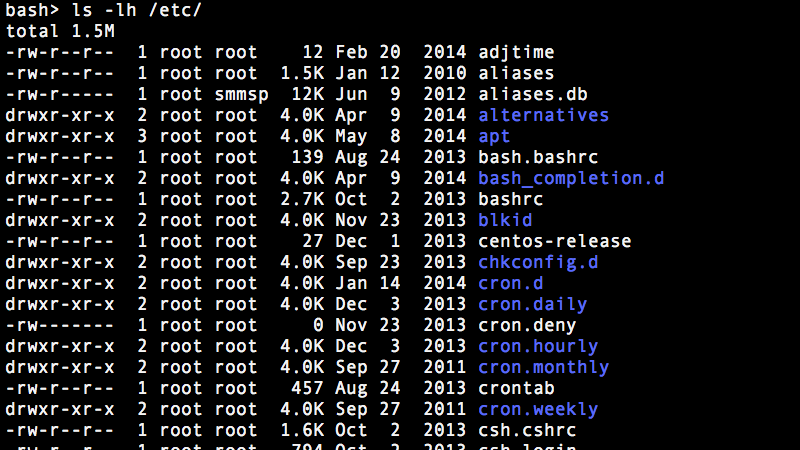 bash> ls -lh /etc/
total 1.5M
-rw-r--r--  1 root root    12 Feb 20  2014 adjtime
-rw-r--r--  1 root root  1.5K Jan 12  2010 aliases
-rw-r-----  1 root smmsp  12K Jun  9  2012 aliases.db
drwxr-xr-x  2 root root  4.0K Apr  9  2014 alternatives
drwxr-xr-x  3 root root  4.0K May  8  2014 apt
-rw-r--r--  1 root root   139 Aug 24  2013 bash.bashrc
drwxr-xr-x  2 root root  4.0K Apr  9  2014 bash_completion.d
-rw-r--r--  1 root root  2.7K Oct  2  2013 bashrc
drwxr-xr-x  2 root root  4.0K Nov 23  2013 blkid
-rw-r--r--  1 root root    27 Dec  1  2013 centos-release
drwxr-xr-x  2 root root  4.0K Sep 23  2013 chkconfig.d
drwxr-xr-x  2 root root  4.0K Jan 14  2014 cron.d
drwxr-xr-x  2 root root  4.0K Dec  3  2013 cron.daily
-rw-------  1 root root     0 Nov 23  2013 cron.deny
drwxr-xr-x  2 root root  4.0K Dec  3  2013 cron.hourly
drwxr-xr-x  2 root root  4.0K Sep 27  2011 cron.monthly
-rw-r--r--  1 root root   457 Aug 24  2013 crontab
drwxr-xr-x  2 root root  4.0K Sep 27  2011 cron.weekly
-rw-r--r--  1 root root  1.6K Oct  2  2013 csh.cshrc
-rw-r--r--  1 root root   794 Oct  2  2013 csh.login